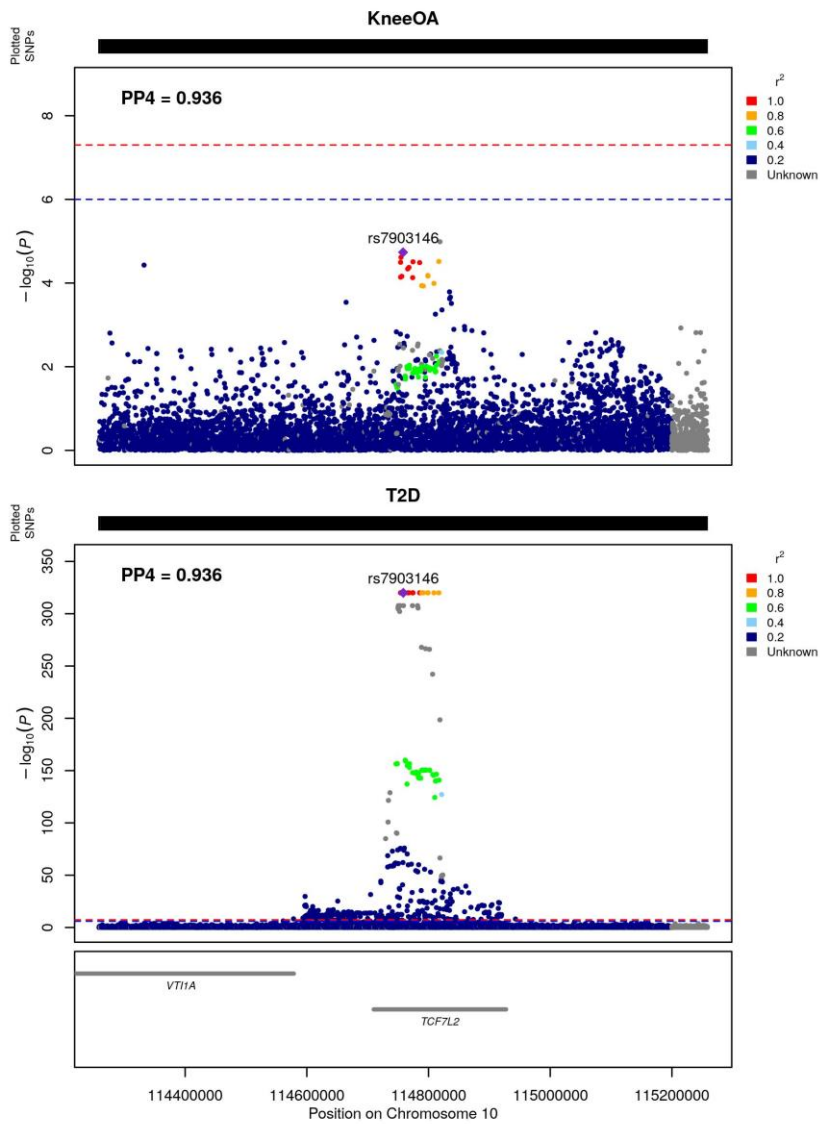 KneeOA
Plotted
SNPs
PP4 = 0.936
rs7903146
− log10(P)
0
2
4
6
8
r2
1.0
0.8
0.6
0.4
0.2
Unknown
T2D
Plotted
SNPs
PP4 = 0.936
rs7903146
− log10(P)
0
50
100
150
200
250
300
350
r2
1.0
0.8
0.6
0.4
0.2
Unknown
VTI1A
TCF7L2
114400000 114600000 114800000 115000000 115200000
Position on Chromosome 10